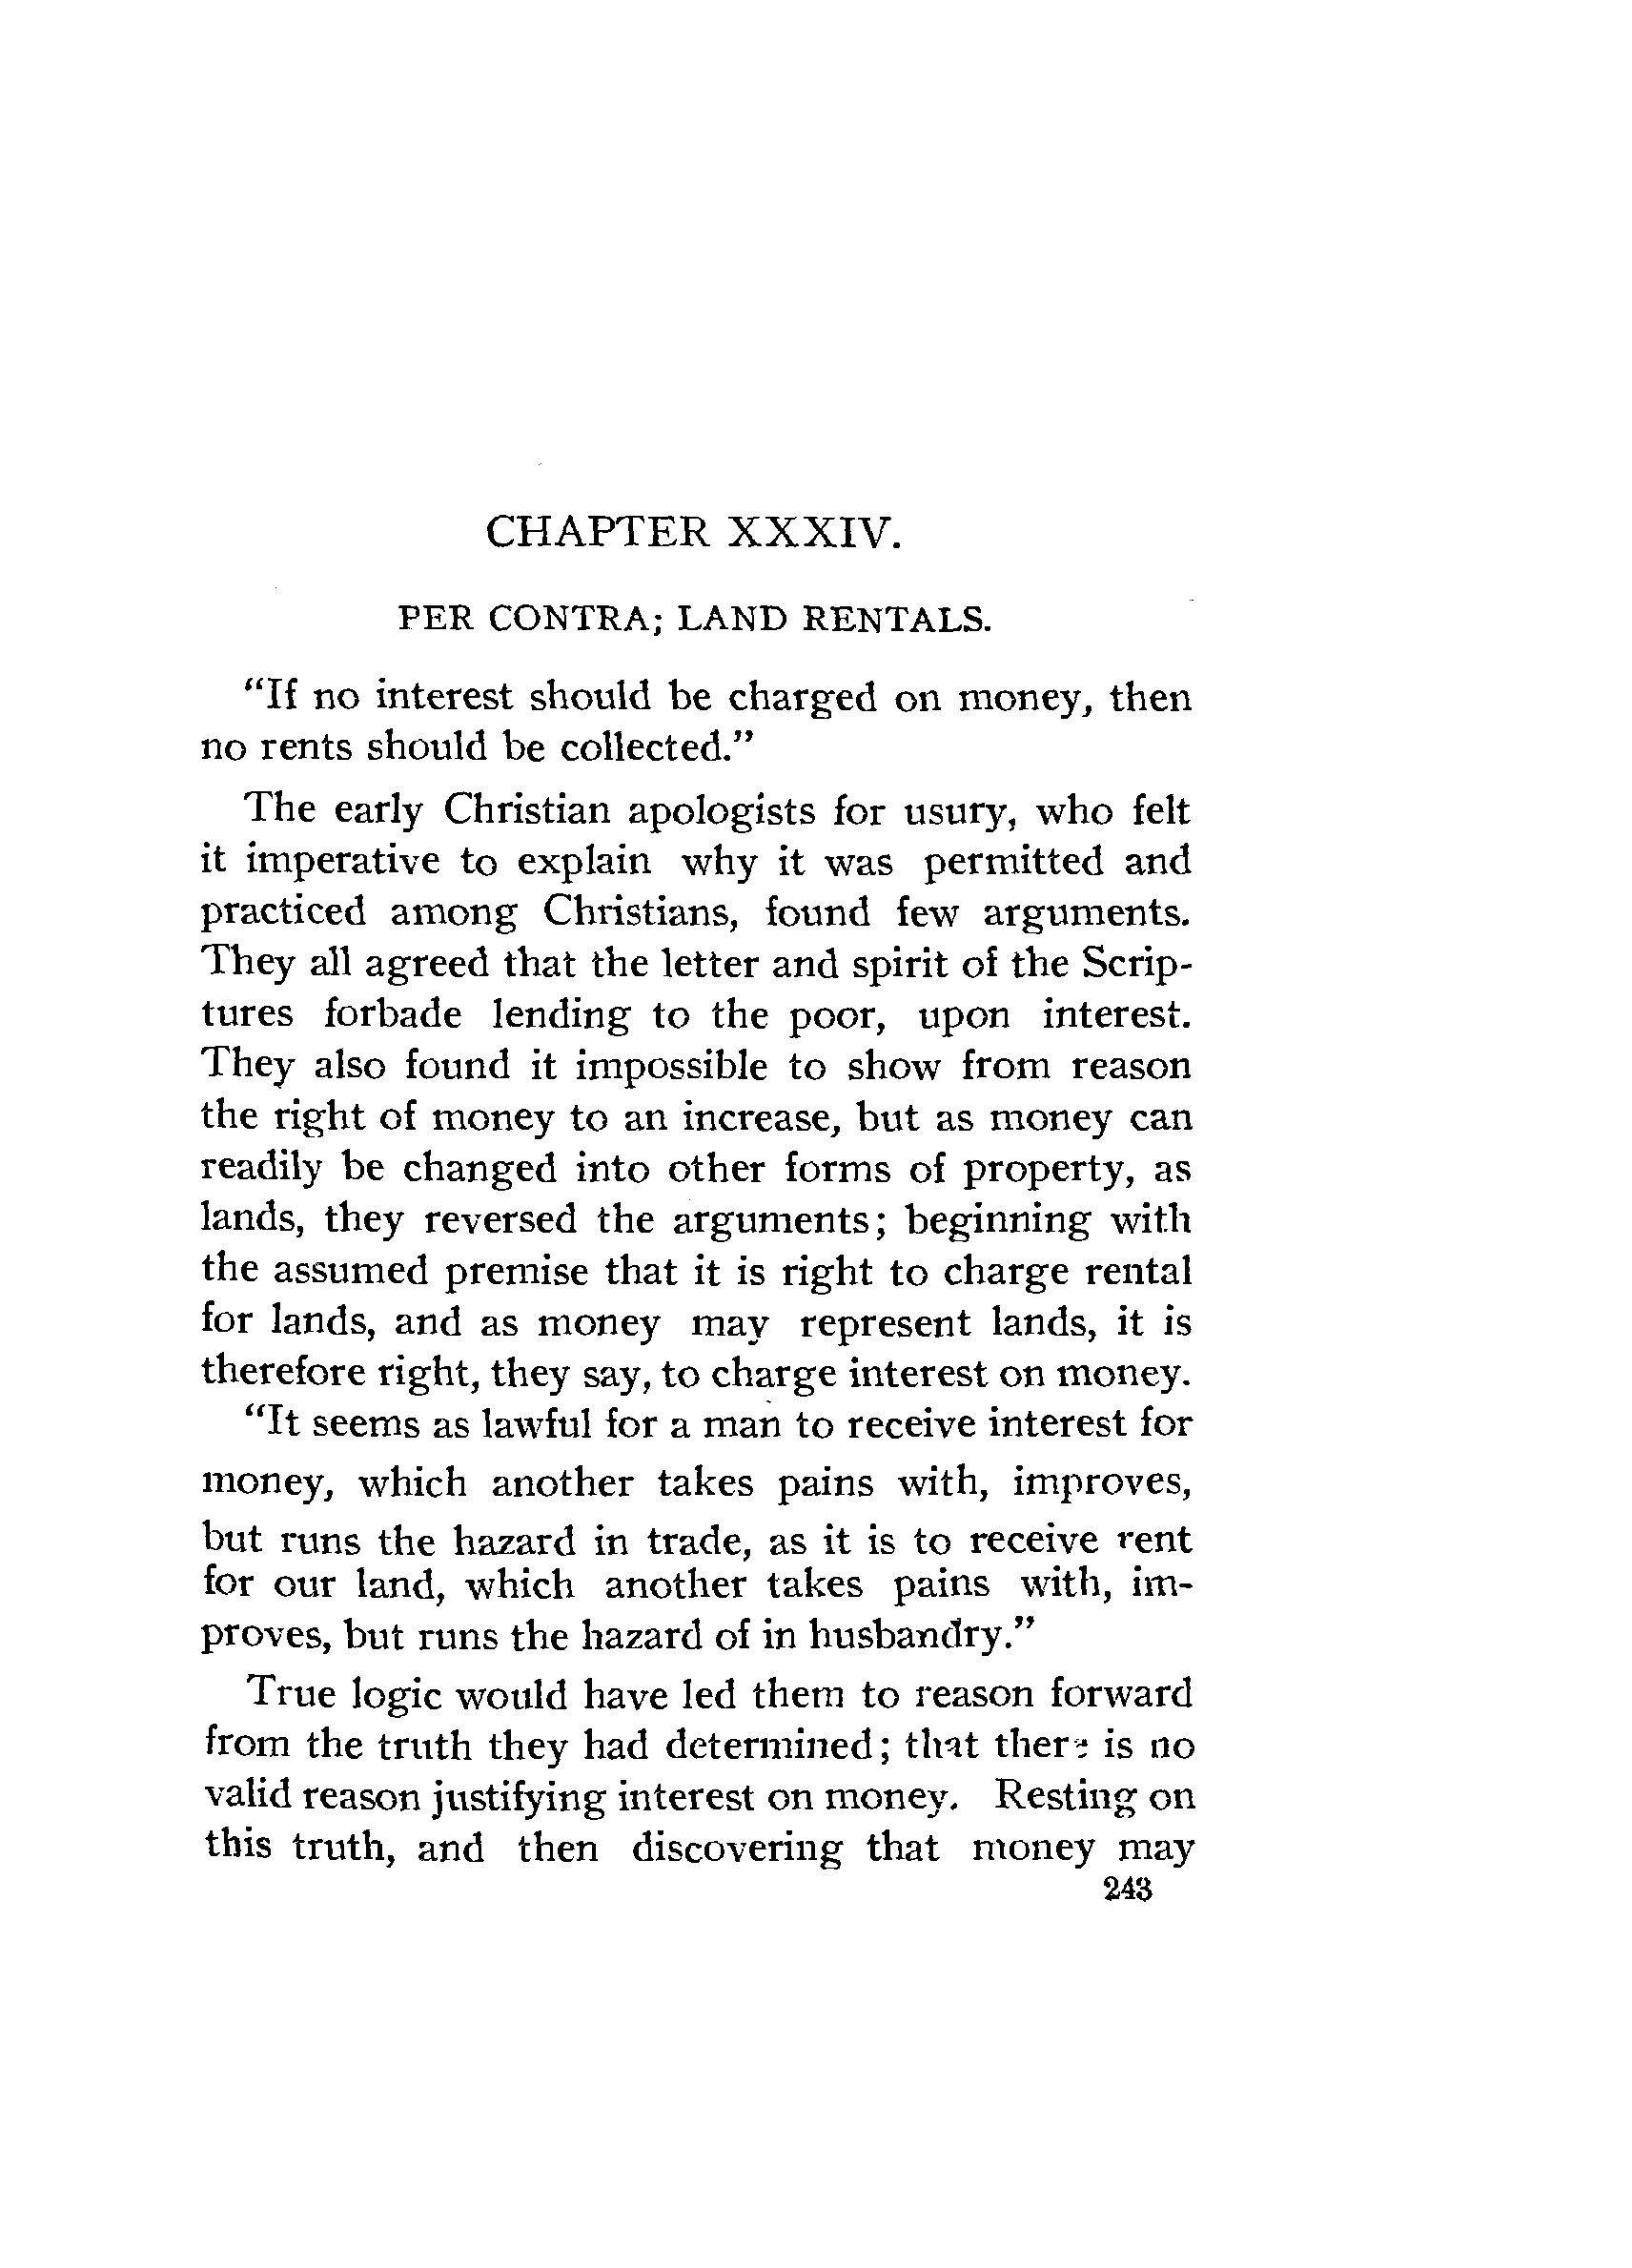 CHAPTER XXXIV.
PER CONTRA; LAND RENTALS.
"If no interest should be charged on money, then
no rents should be collected."
The early Christian apologists for usury, who felt
it imperative to explain why it was permitted and
practiced among Christians, found few arguments.
They all agreed that the letter and spirit of the Scrip-
tures forbade lending to the poor, upon interest.
They also found it impossible to show from reason
the right of money to an increase, but as money can
readily be changed into other forms of property, as
lands, they reversed the arguments; beginning with
the assumed premise that it is right to charge rental
for lands, and as money may represent lands, it is
therefore right, they say, to charge interest on money.
"It seems as lawful for a man to receive interest for
money, which another takes pains with, improves,
but runs the hazard in trade, as it is to receive rent
for our land, which another takes pains with, im-
proves, but runs the hazard of in husbandry."
True logic would have led them to reason forward
from the truth they had determined; that there is no
valid reason justifying interest on money. Resting on
this truth, and then discovering that money may
243